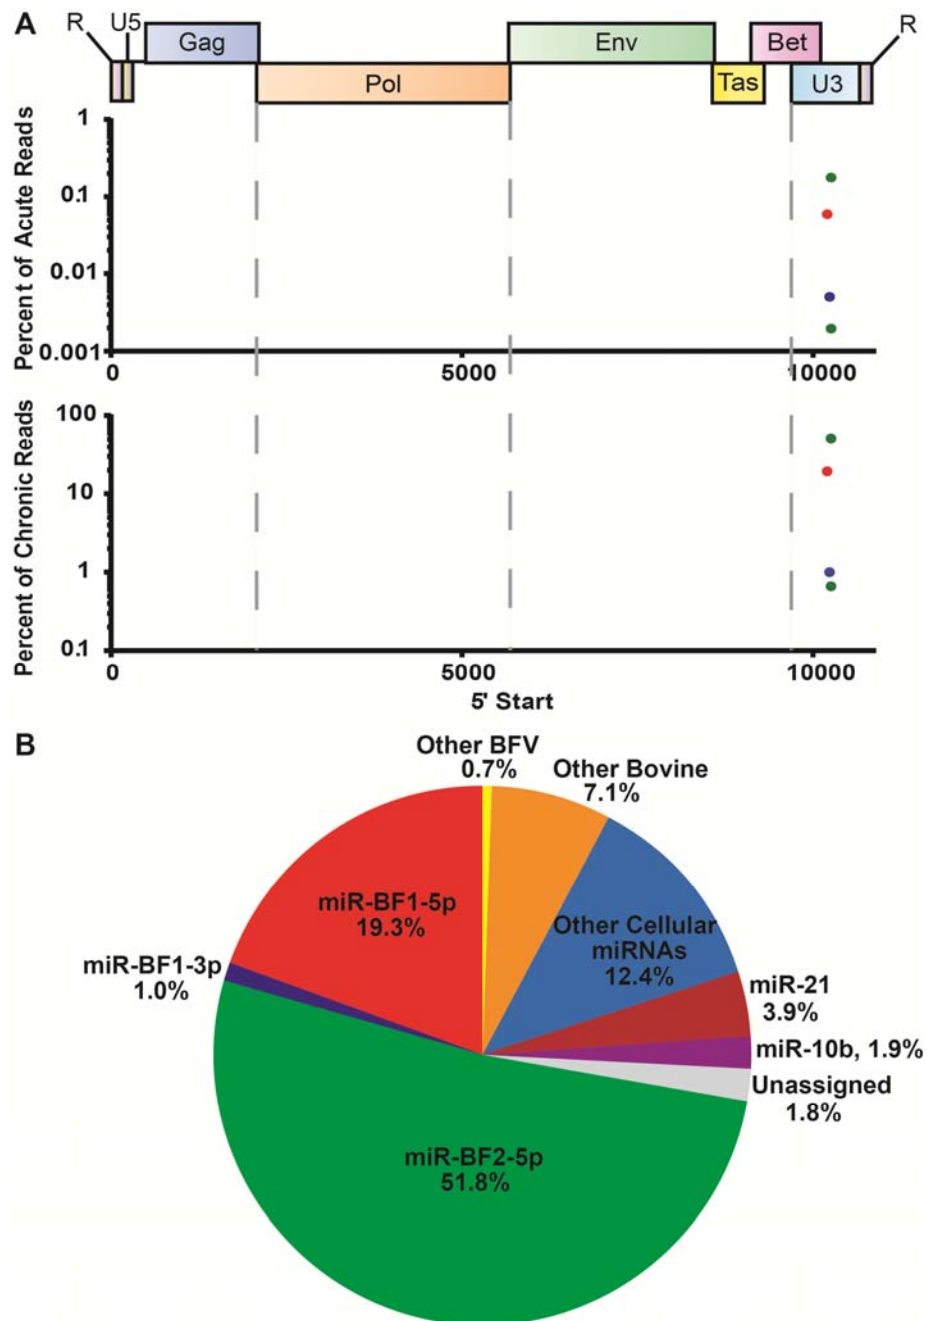 A
R
U5
Gag
Env
Bet
R
Pol
Tas
U3
Percent of Acute Reads
1
0.1
0.01
0.001
0
5000
10000
Percent of Chronic Reads
100
10
1
0.1
0
5000
10000
5' Start
B
Other BFV
0.7%
Other Bovine
7.1%
miR-BF1-5p
19.3%
Other Cellular
miRNAs
12.4%
miR-BF1-3p
1.0%
miR-21
3.9%
miR-10b, 1.9%
Unassigned
1.8%
miR-BF2-5p
51.8%